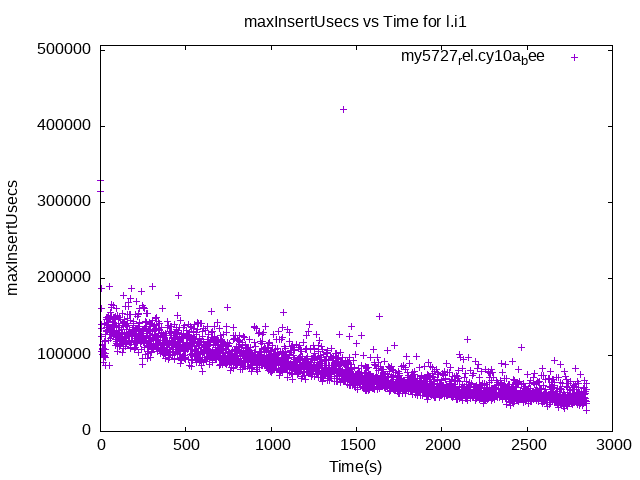 maxInsertUsecs vs Time for l.i1
my5727rel.cy10abee
500000
400000
300000
200000
100000
0
maxInsertUsecs
0 500 1000 1500 2000 2500 3000
Time(s)